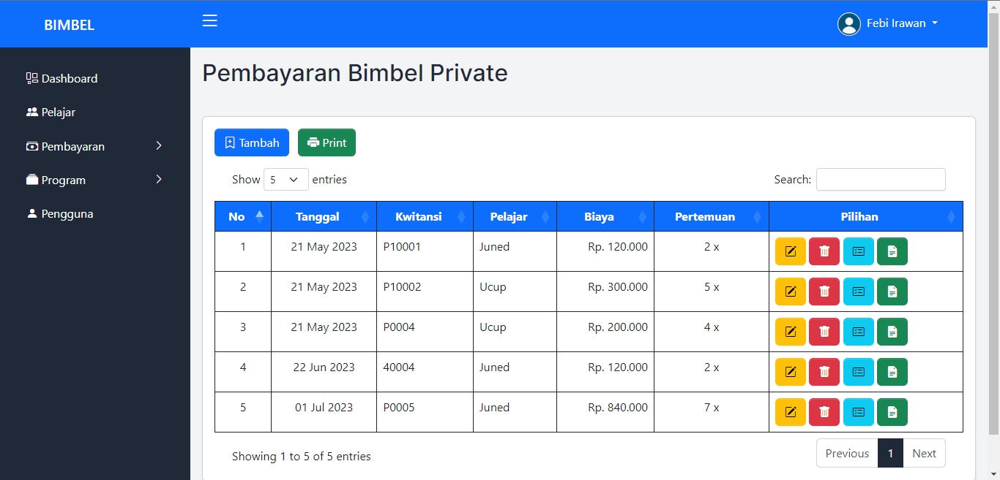 BIMBEL
Febi Irawan
Dashboard
Pelajar
Pembayaran
Program
Pengguna
Pembayaran Bimbel Private
Tambah Print
Show 5 entries Search:
No Tanggal Kwitansi Pelajar Biaya Pertemuan Pilihan
1 21 May 2023 P10001 Juned Rp. 120.000 2 x
2 21 May 2023 P10002 Ucup Rp. 300.000 5 x
3 21 May 2023 P0004 Ucup Rp. 200.000 4 x
4 22 Jun 2023 40004 Juned Rp. 120.000 2 x
5 01 Jul 2023 P0005 Juned Rp. 840.000 7 x
Showing 1 to 5 of 5 entries
Previous 1 Next